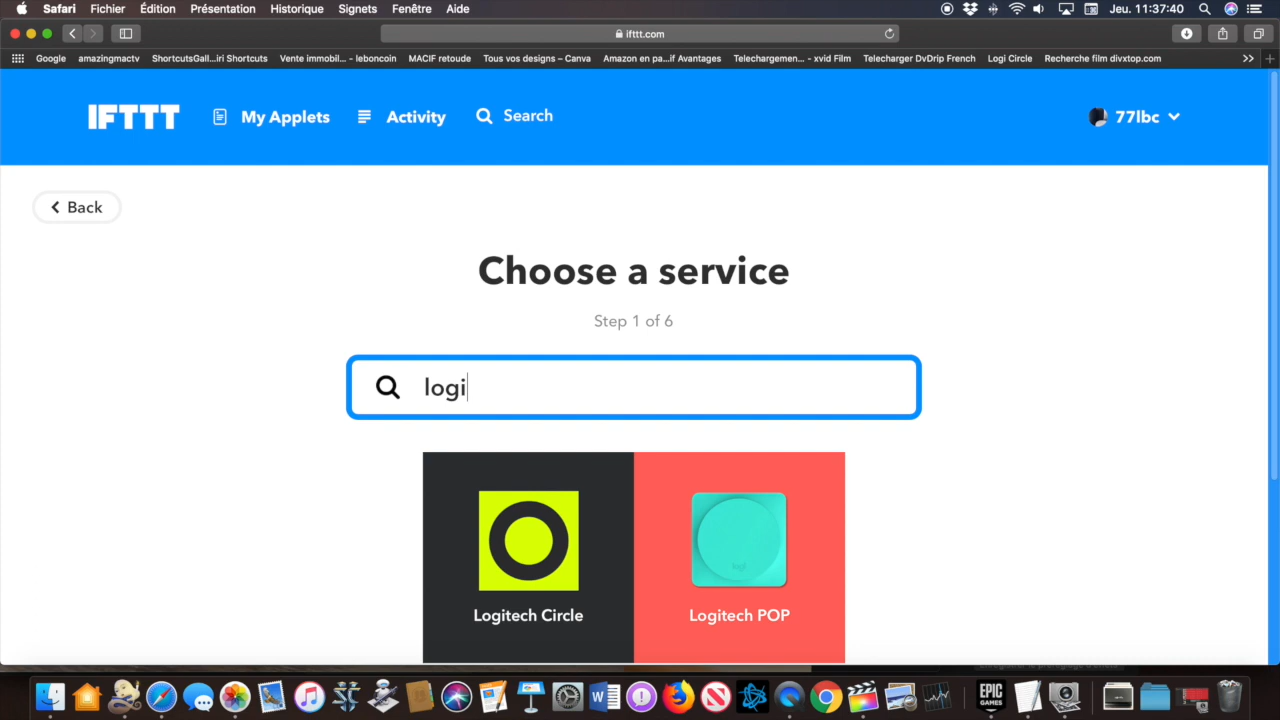 Safari Fichier Édition Présentation Historique Signets Fenêtre Aide Jeu. 11:37:40
ifttt.com
Google amazingmactv ShortcutsGall...iri Shortcuts Vente immobil... – leboncoin MACIF retoude Tous vos designs – Canva Amazon en pa...if Avantages Telechargemen... - xvid Film Telecharger DvDrip French Logi Circle Recherche film divxtop.com
IFTTT My Applets Activity Search 77lbc
Back
Choose a service
Step 1 of 6
logi
logi
Logitech Circle Logitech POP
EPIC
GAMES